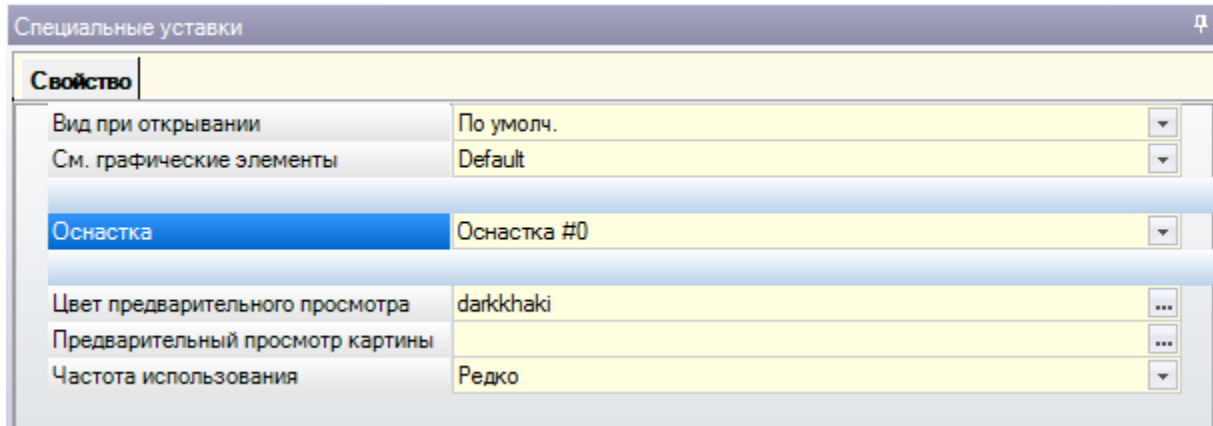 Специальные уставки
Свойство
Вид при открывании По умолч.
См. графические элементы Default
Оснастка Оснастка #0
Цвет предварительного просмотра darkkhaki ...
Предварительный просмотр картины ...
Частота использования Редко